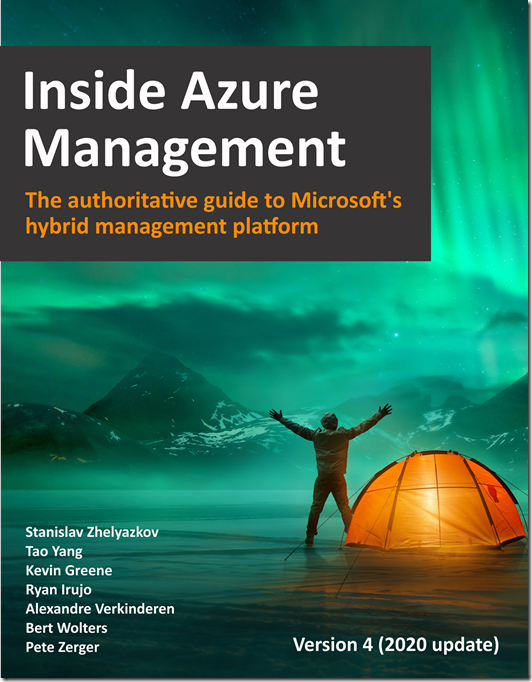 Inside Azure
Management
The authoritative guide to Microsoft's
hybrid management platform
Stanislav Zhelyazkov
Tao Yang
Kevin Greene
Ryan Irujo
Alexandre Verkinderen
Bert Wolters
Pete Zerger
Version 4 (2020 update)